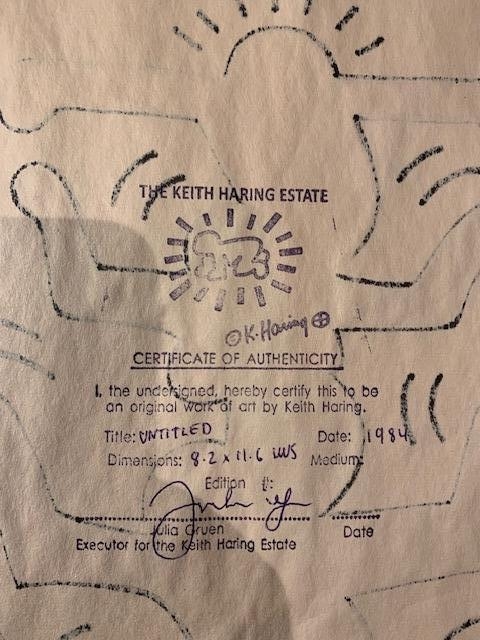 THE KEITH HARING ESTATE
K. Haring
CERTIFICATE OF AUTHENTICITY
I, the undersigned, hereby certify this to be
an original work of art by Keith Haring.
Title: UNTITLED Date: 1984
Dimensions: 8.2 x 11.6 Medium:
Edition #:
Julia Gruen Date
Executor for the Keith Haring Estate